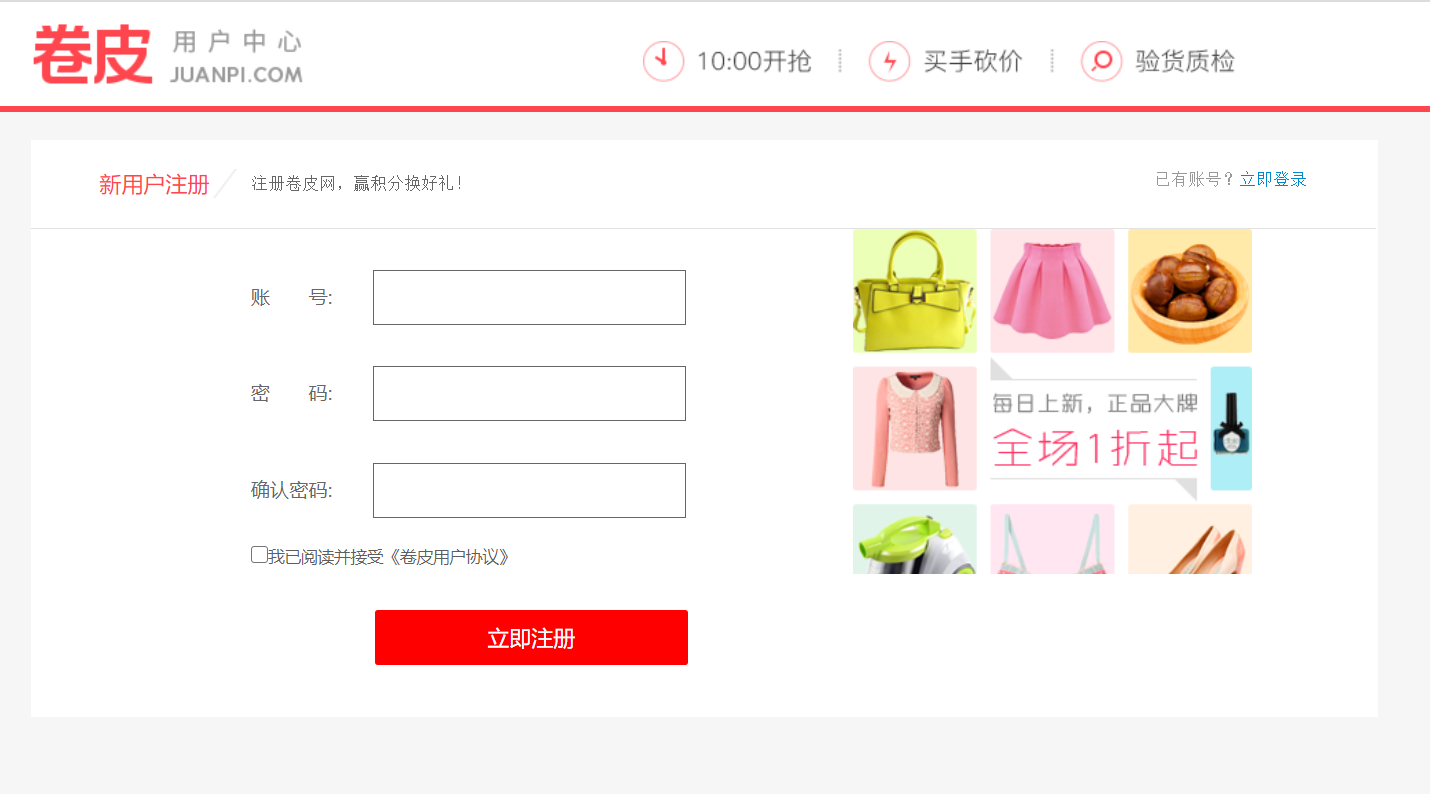 卷皮 用户中心
JUANPI.COM
10:00开抢 买手砍价 验货质检
新用户注册 注册卷皮网，赢积分换好礼！ 已有账号？立即登录
账 号:
密 码:
每日上新，正品大牌
全场1折起
确认密码:
我已阅读并接受《卷皮用户协议》
立即注册